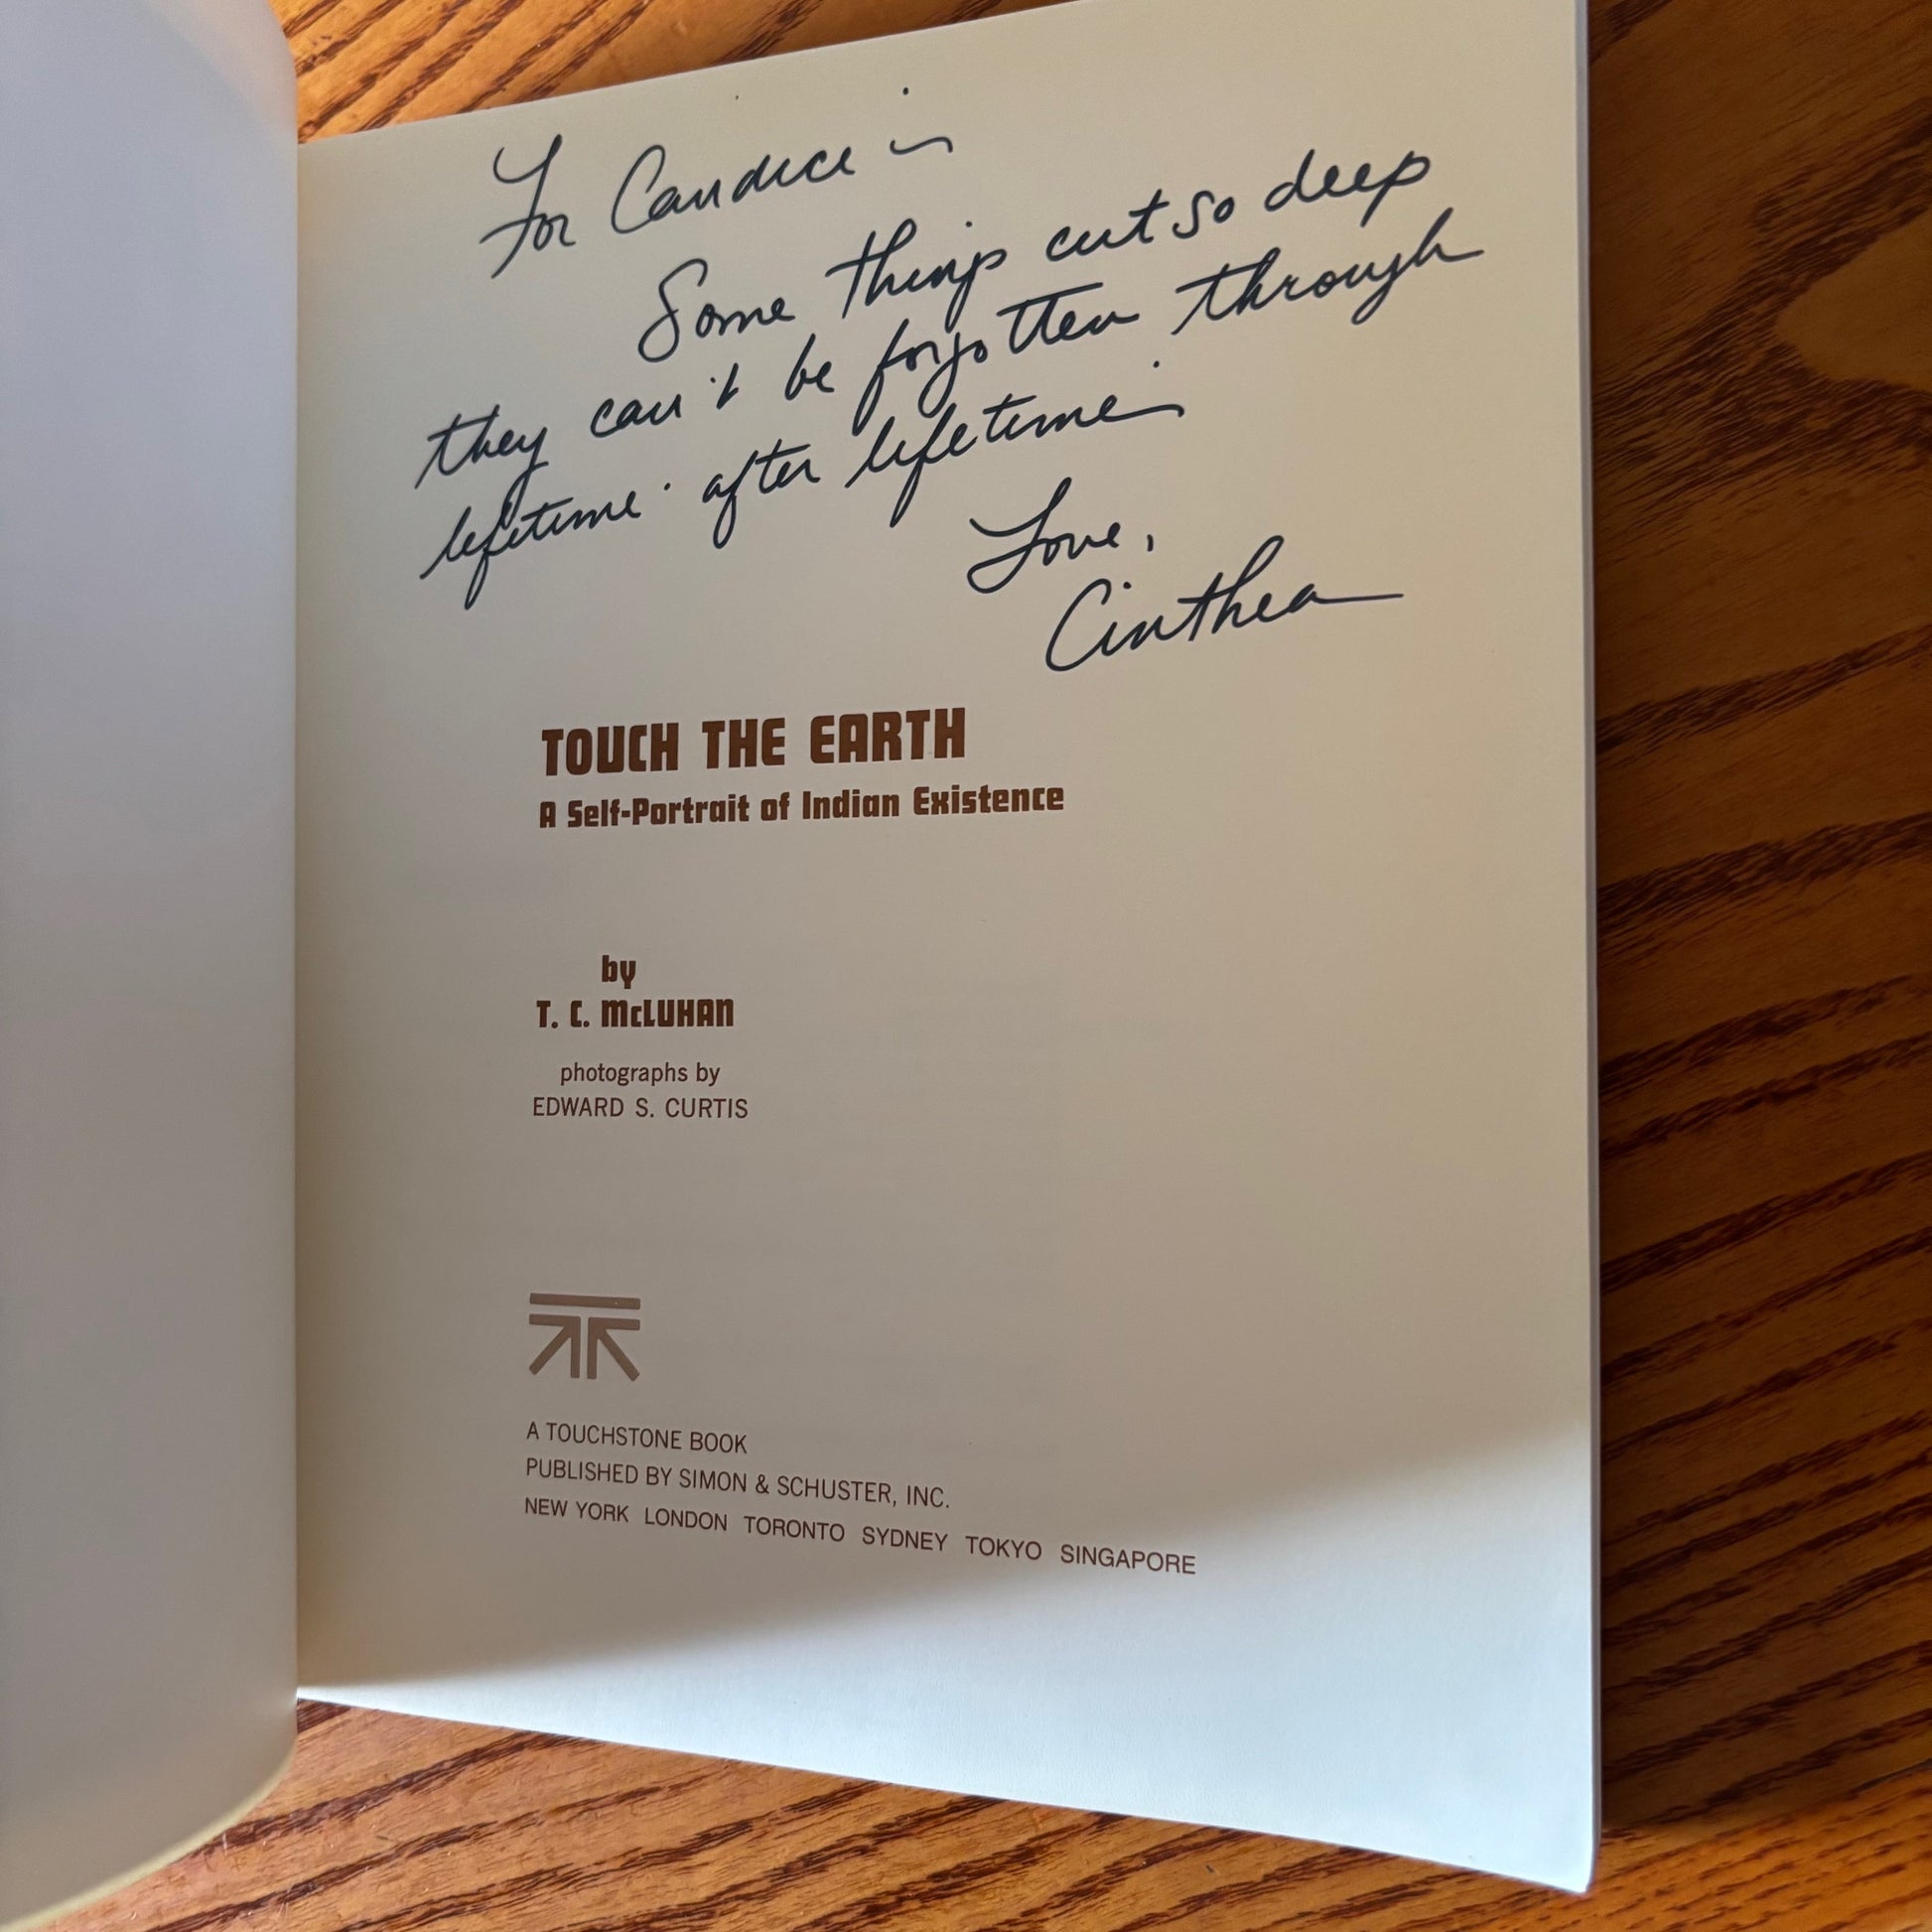 For Candice –
Some things cut so deep
they can't be forgotten through
lifetime after lifetime.
Love,
Cinthea
TOUCH THE EARTH
A Self-Portrait of Indian Existence
by
T. C. McLUHAN
photographs by
EDWARD S. CURTIS
A TOUCHSTONE BOOK
PUBLISHED BY SIMON & SCHUSTER, INC.
NEW YORK LONDON TORONTO SYDNEY TOKYO SINGAPORE